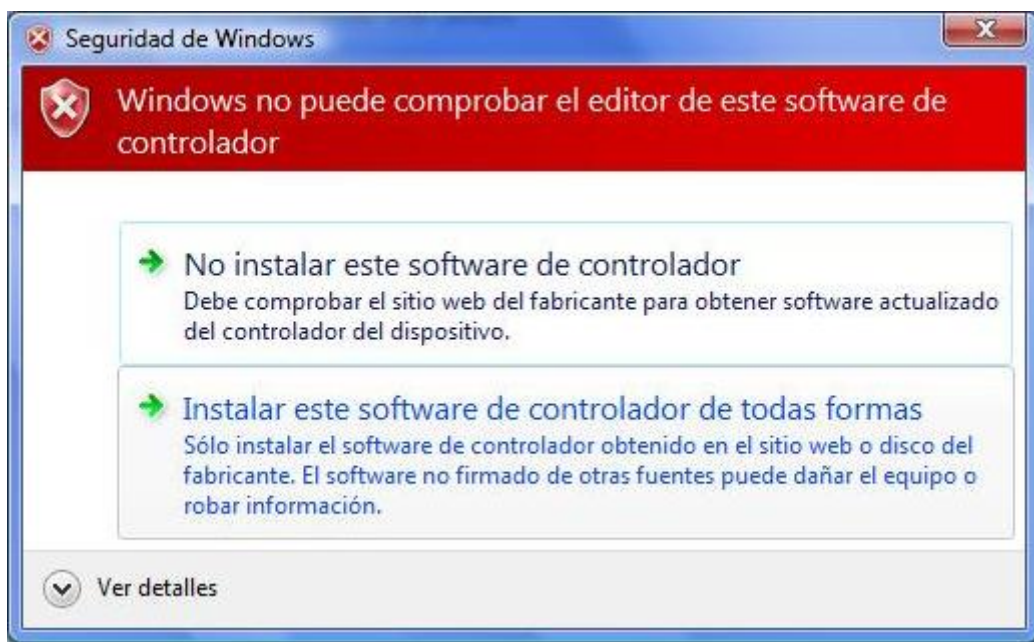 Seguridad de Windows
Windows no puede comprobar el editor de este software de
controlador
No instalar este software de controlador
Debe comprobar el sitio web del fabricante para obtener software actualizado
del controlador del dispositivo.
Instalar este software de controlador de todas formas
Sólo instalar el software de controlador obtenido en el sitio web o disco del
fabricante. El software no firmado de otras fuentes puede dañar el equipo o
robar información.
Ver detalles